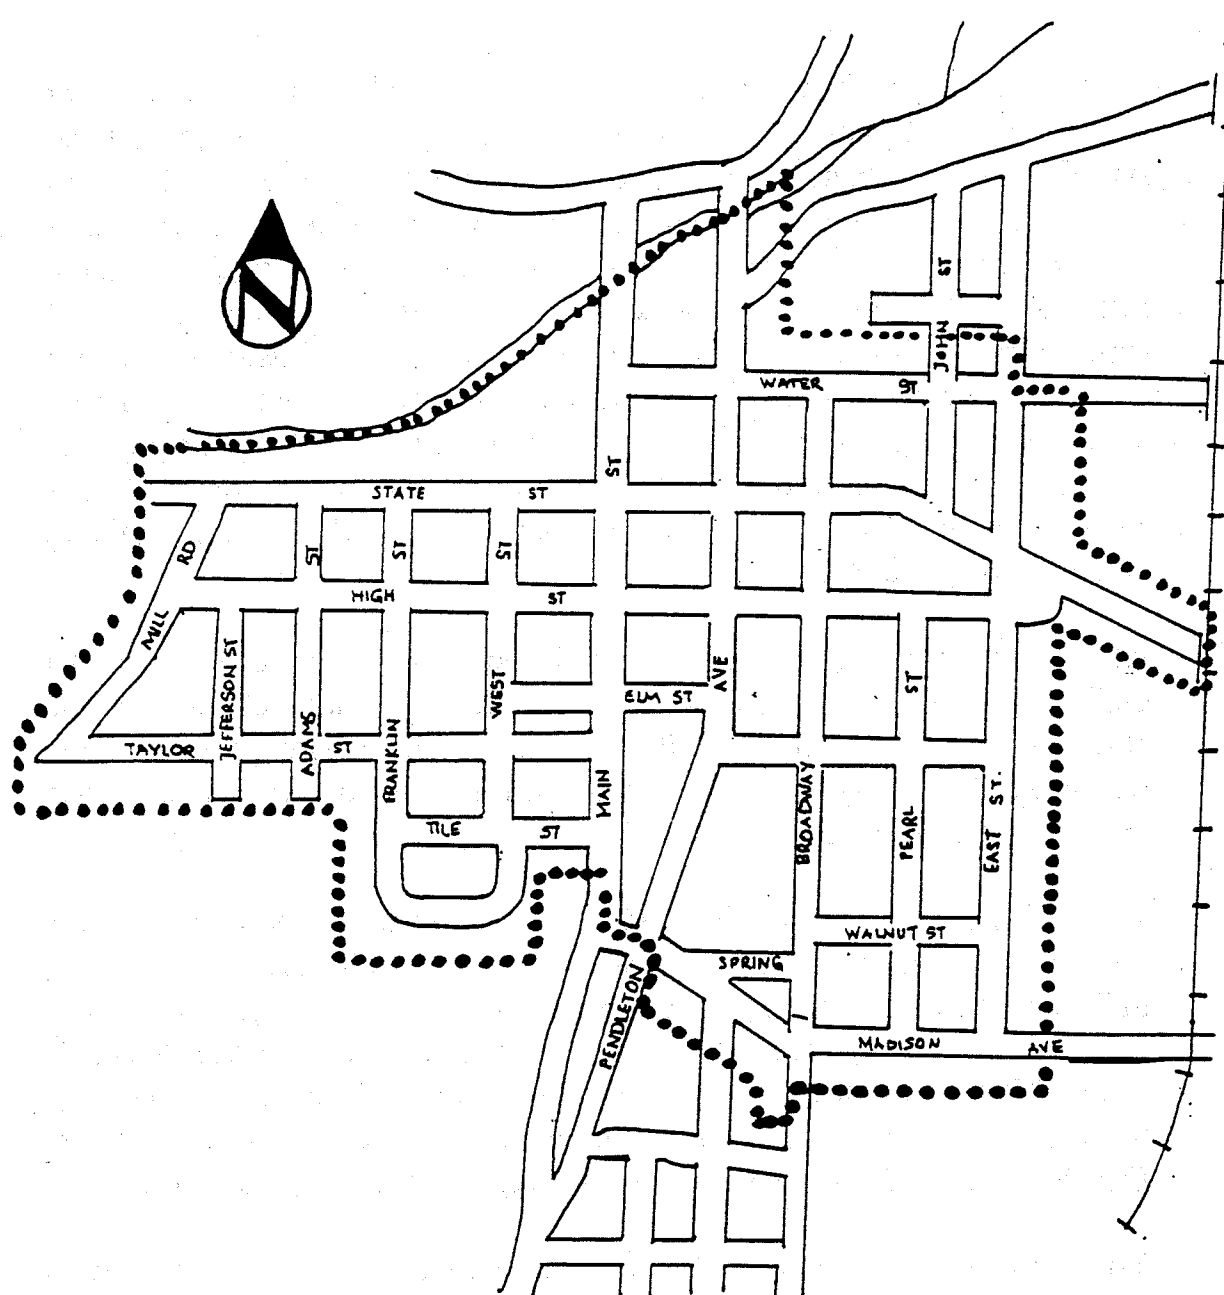 N
ST
JOHN
WATER ST
ST
STATE ST
RD
ST
ST
ST
HIGH ST
MILL
JEFFERSON ST
WEST
ELM ST
AVE
ST
TAYLOR ST
ADAMS
FRANKLIN
MAIN
BROADWAY
PEARL
EAST ST.
TILE ST
WALNUT ST
SPRING
PENDLETON
MADISON AVE